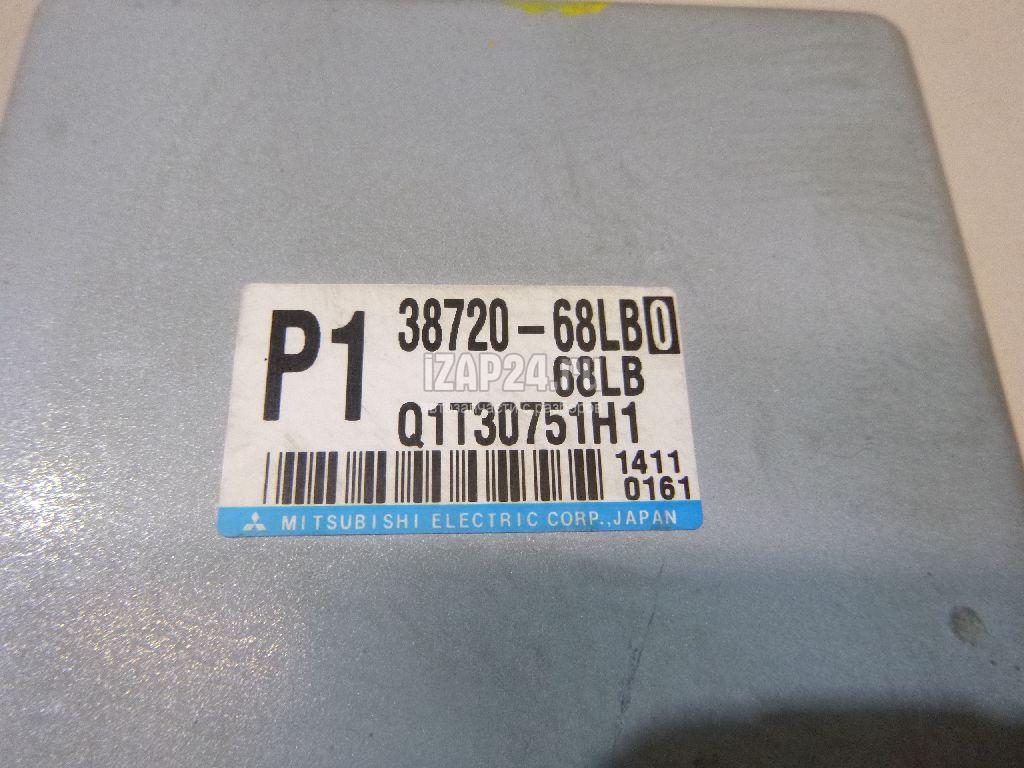 P1
38720-68LB0
68LB
Q1T30751H1
1411
0161
MITSUBISHI ELECTRIC CORP., JAPAN
iZAP24